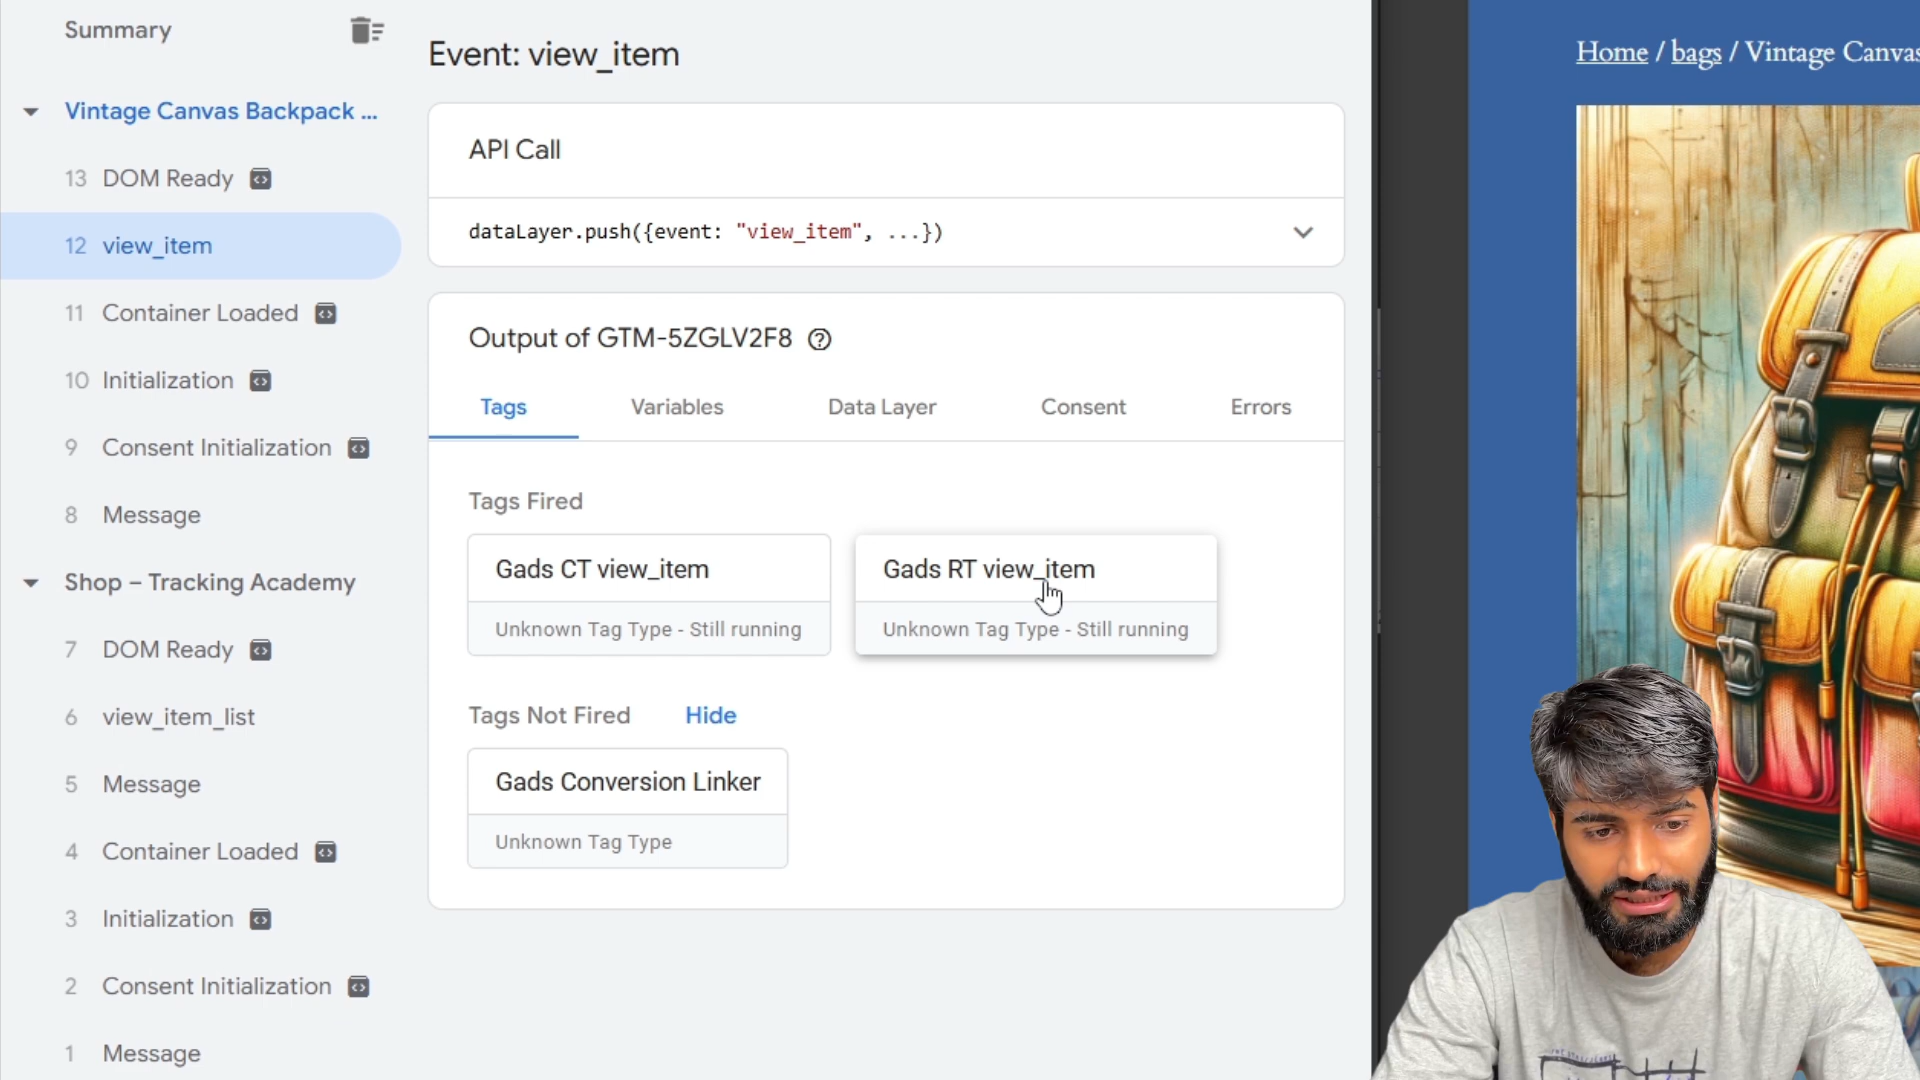 Summary
Vintage Canvas Backpack ...
13 DOM Ready
12 view_item
11 Container Loaded
10 Initialization
9 Consent Initialization
8 Message
Shop – Tracking Academy
7 DOM Ready
6 view_item_list
5 Message
4 Container Loaded
3 Initialization
2 Consent Initialization
1 Message
Event: view_item
API Call
dataLayer.push({event: "view_item", ...})
Output of GTM-5ZGLV2F8
Tags Variables Data Layer Consent Errors
Tags Fired
Gads CT view_item
Unknown Tag Type - Still running
Gads RT view_item
Unknown Tag Type - Still running
Tags Not Fired Hide
Gads Conversion Linker
Unknown Tag Type
Home / bags / Vintage Canvas